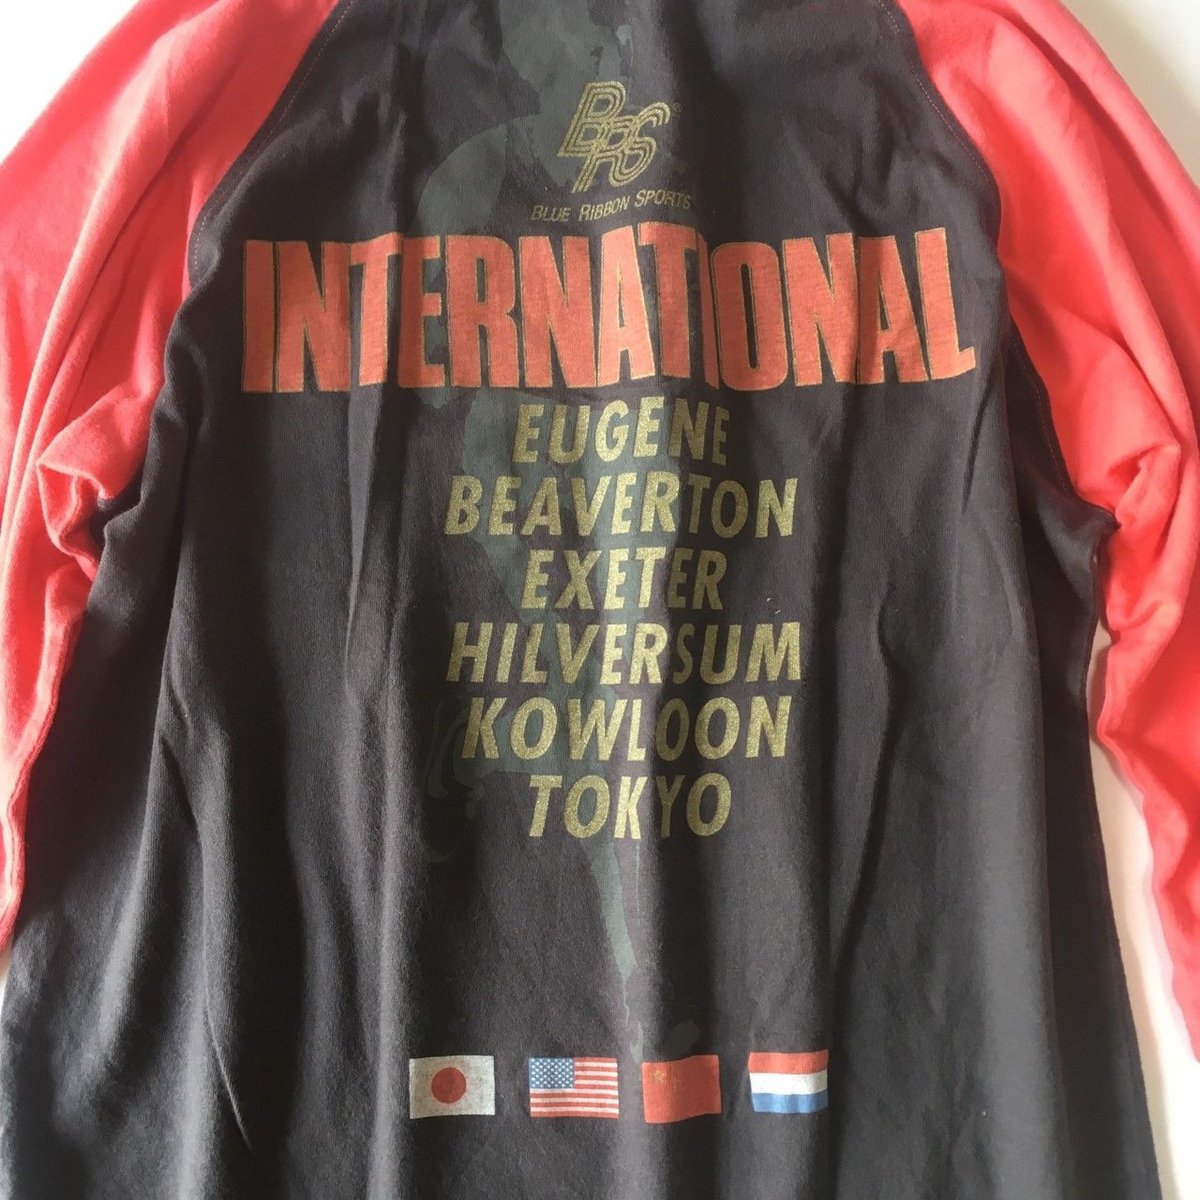 BRS®
BLUE RIBBON SPORTS
INTERNATIONAL
EUGENE
BEAVERTON
EXETER
HILVERSUM
KOWLOON
TOKYO